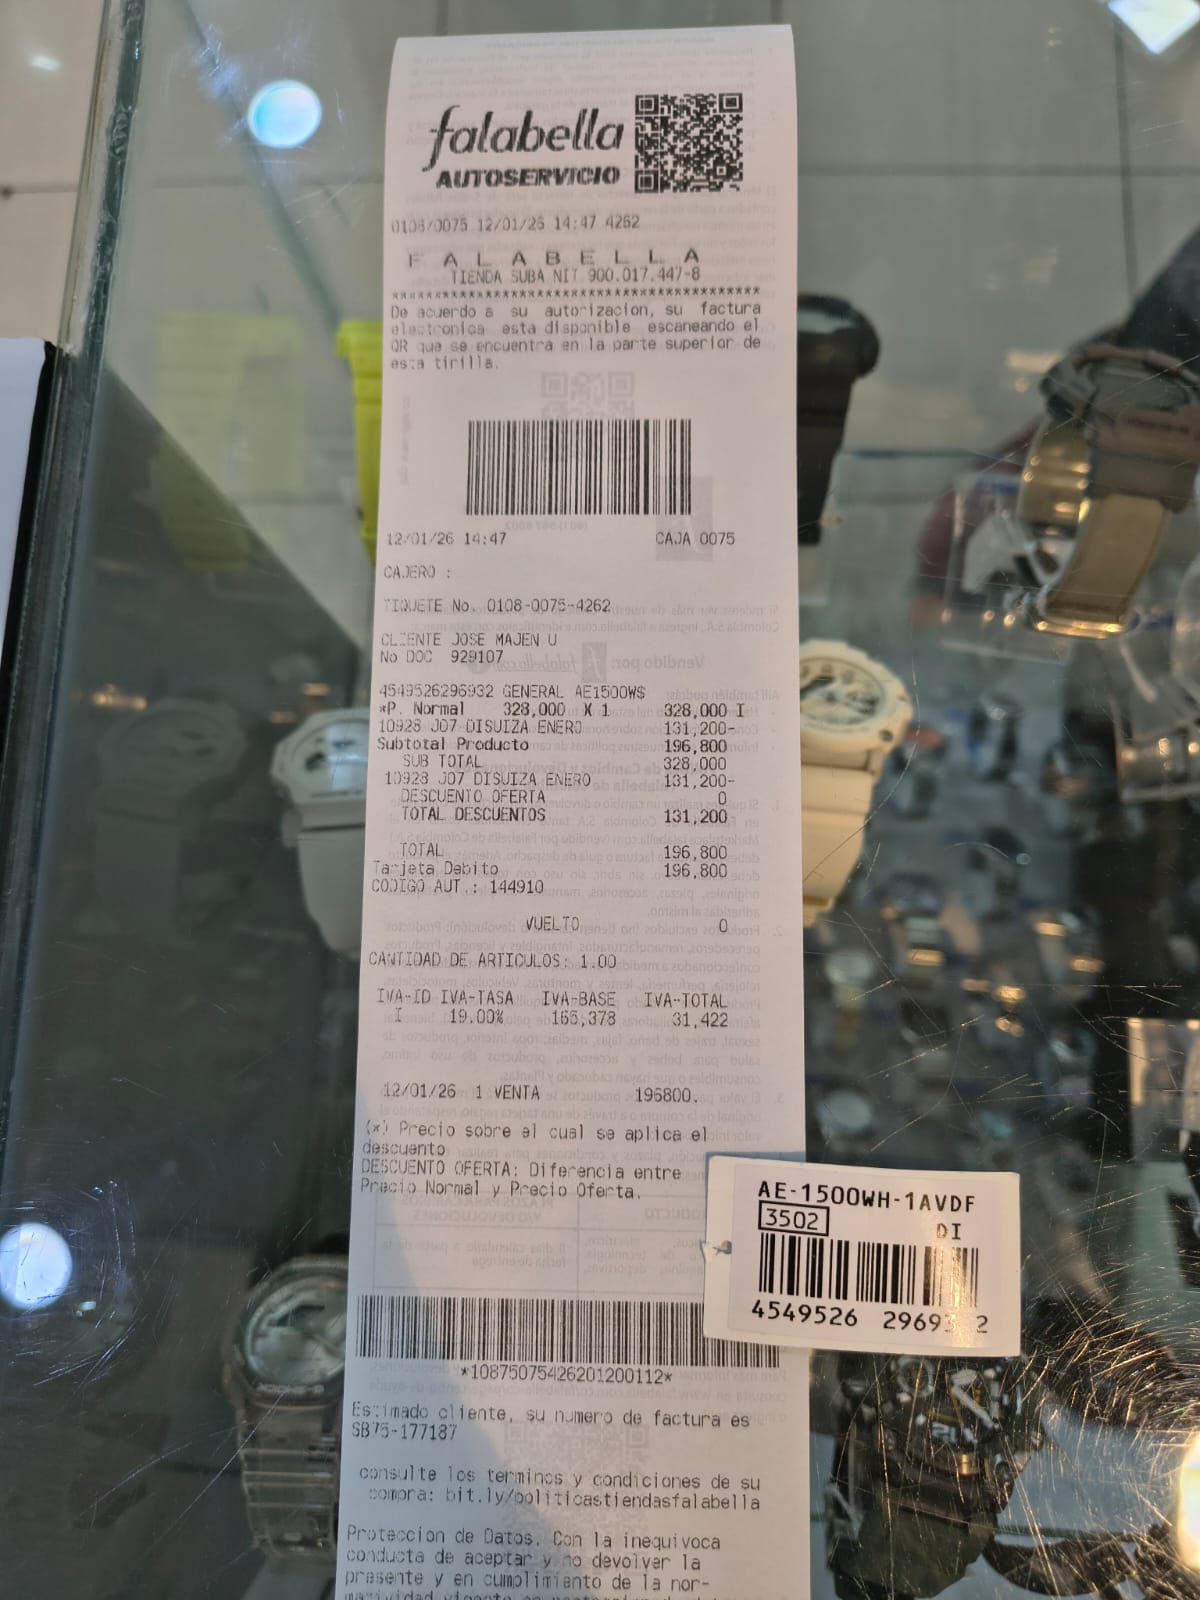 falabella
AUTOSERVICIO
0108/0075 12/01/26 14:47 4262
F A L A B E L L A
TIENDA SUBA NIT 900.017.447-8
******************************************
De acuerdo a su autorizacion, su factura
electronica esta disponible escaneando el
QR que se encuentra en la parte superior de
esta tirilla.
12/01/26 14:47 CAJA 0075
CAJERO :
TIQUETE No. 0108-0075-4262
CLIENTE JOSE MAJEN U
No DOC 929107
4549526296932 GENERAL AE1500W$
*P. Normal 328,000 X 1 328,000 I
10928 J07 DISUIZA ENERO 131,200-
Subtotal Producto 196,800
SUB TOTAL 328,000
10928 J07 DISUIZA ENERO 131,200-
DESCUENTO OFERTA 0
TOTAL DESCUENTOS 131,200
TOTAL 196,800
Tarjeta Debito 196,800
CODIGO AUT.: 144910
VUELTO 0
CANTIDAD DE ARTICULOS: 1.00
IVA-ID IVA-TASA IVA-BASE IVA-TOTAL
I 19.00% 165,378 31,422
12/01/26 1 VENTA 196800.
(*) Precio sobre el cual se aplica el
descuento
DESCUENTO OFERTA: Diferencia entre
Precio Normal y Precio Oferta.
AE-1500WH-1AVDF
3502 DI
4549526 29693 2
*10875075426201200112*
Estimado cliente, su numero de factura es
SB75-177187
consulte los terminos y condiciones de su
compra: bit.ly/politicastiendasfalabella
Proteccion de Datos. Con la inequivoca
conducta de aceptar y no devolver la
presente y en cumplimiento de la nor-